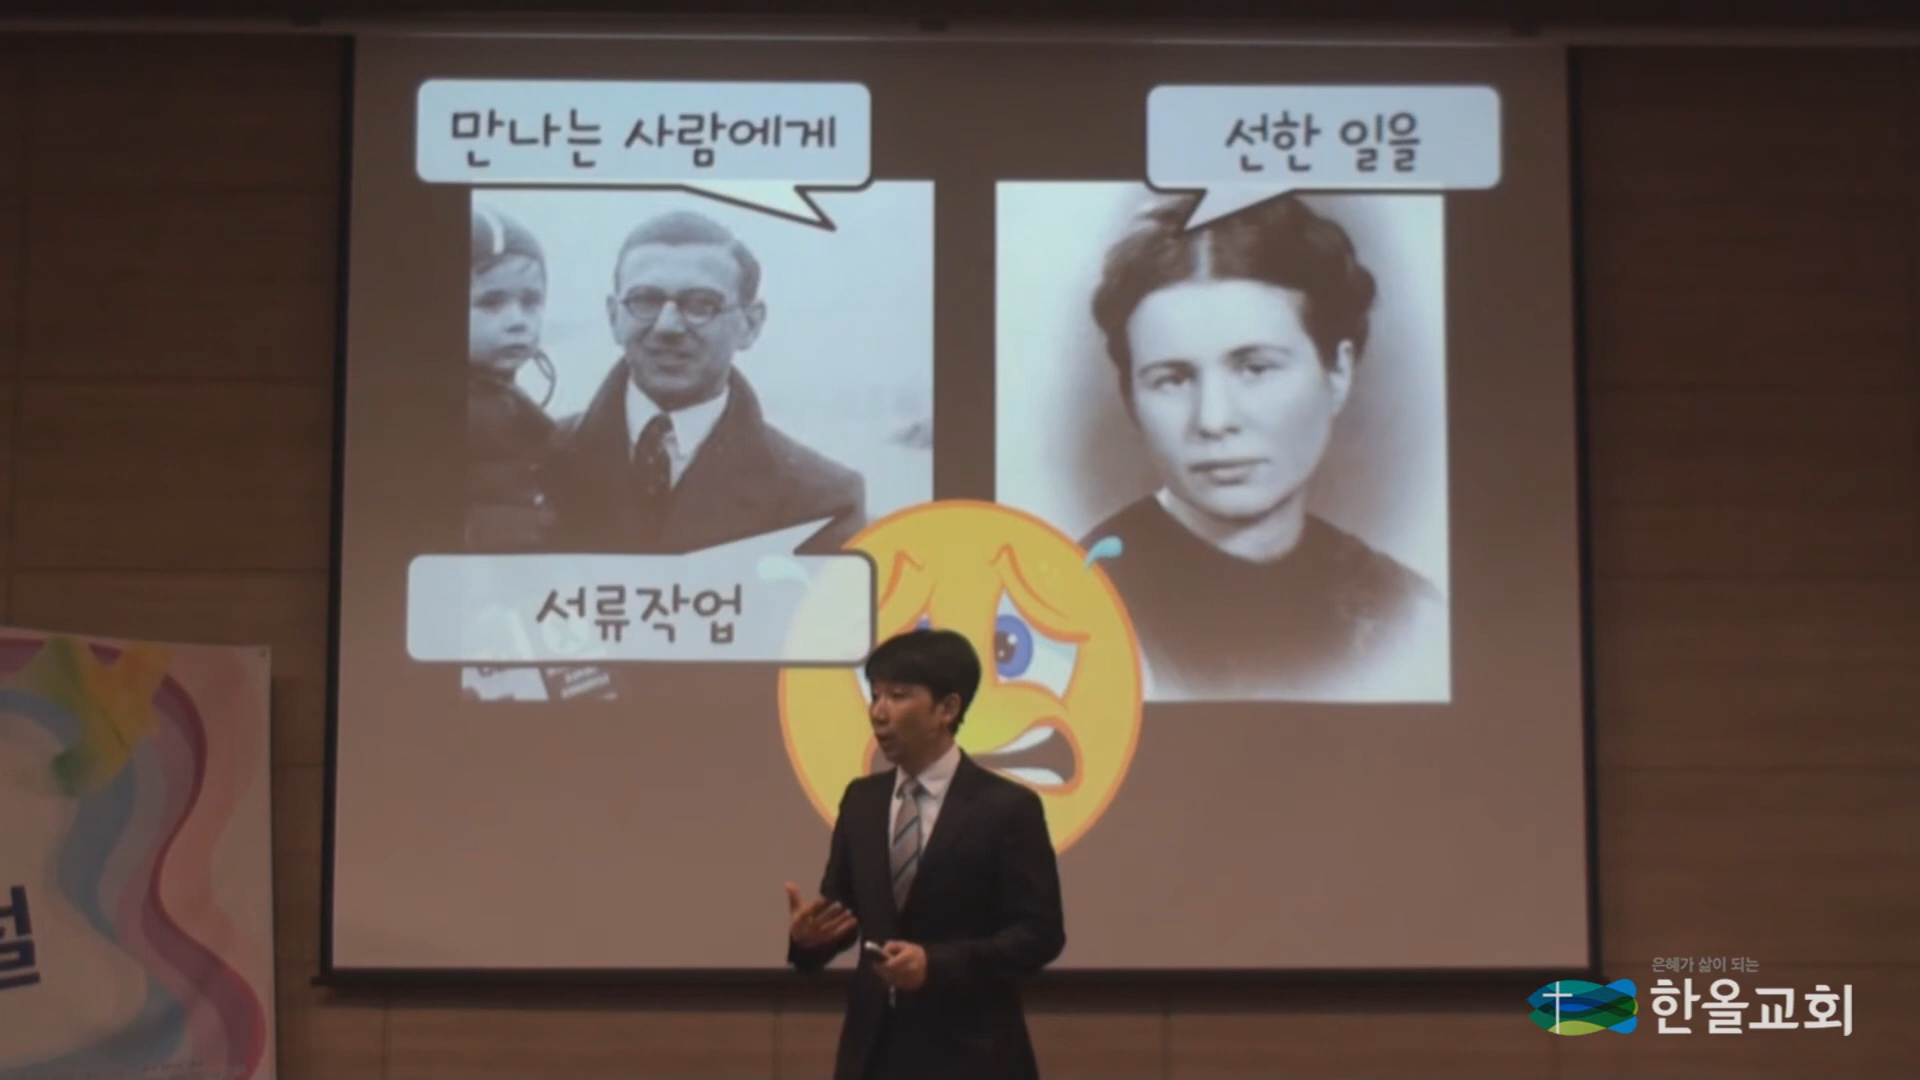 만나는 사람에게
선한 일을
서류작업
은혜가 삶이 되는
한올교회